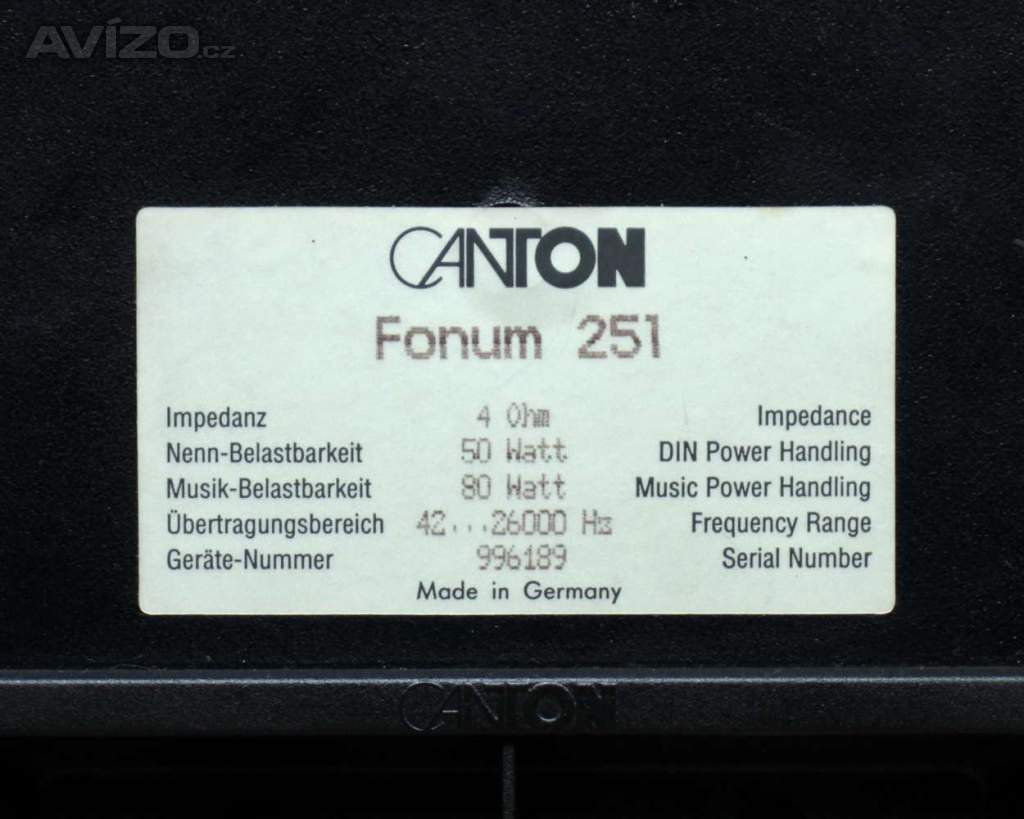 AVÍZO.cz
CANTON
Fonum 251
Impedanz 4 Ohm Impedance
Nenn-Belastbarkeit 50 Watt DIN Power Handling
Musik-Belastbarkeit 80 Watt Music Power Handling
Übertragungsbereich 42...26000 Hz Frequency Range
Geräte-Nummer 996189 Serial Number
Made in Germany
CANTON